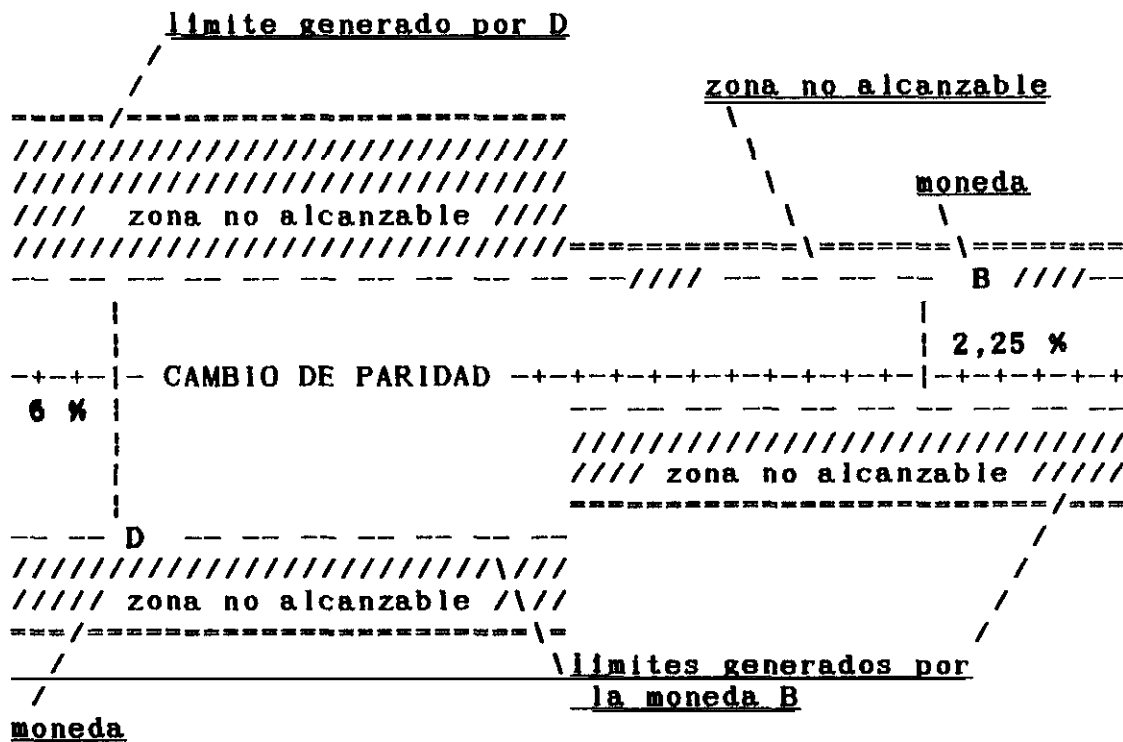 límite generado por D
zona no alcanzable
moneda
zona no alcanzable
B
2,25 %
CAMBIO DE PARIDAD
6 %
zona no alcanzable
D
zona no alcanzable
límites generados por
la moneda B
moneda